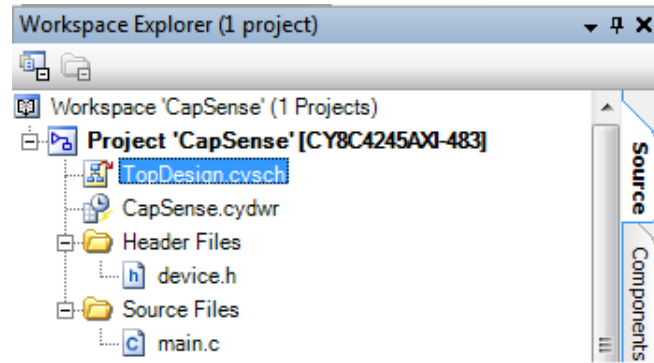 Workspace Explorer (1 project)
Workspace 'CapSense' (1 Projects)
Project 'CapSense' [CY8C4245AXI-483]
TopDesign.cysch
CapSense.cydwr
Header Files
h device.h
Source Files
c main.c
Source
Components